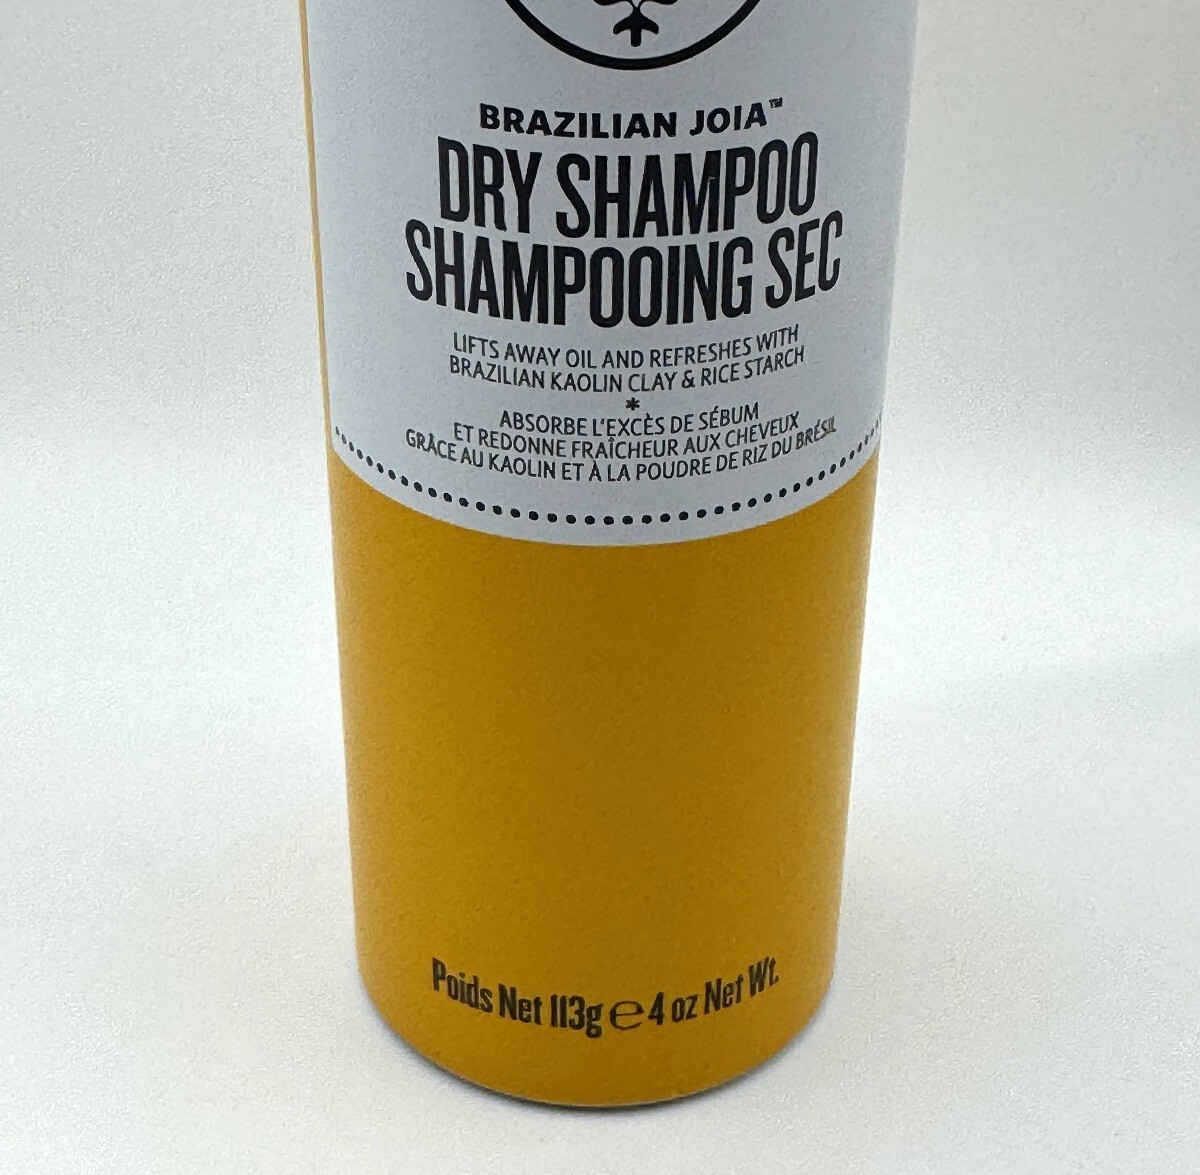 BRAZILIAN JOIA™
DRY SHAMPOO
SHAMPOOING SEC
LIFTS AWAY OIL AND REFRESHES WITH
BRAZILIAN KAOLIN CLAY & RICE STARCH
*
ABSORBE L'EXCÈS DE SÉBUM
ET REDONNE FRAÎCHEUR AUX CHEVEUX
GRÂCE AU KAOLIN ET À LA POUDRE DE RIZ DU BRÉSIL
Poids Net 113g ℮ 4 oz Net Wt.